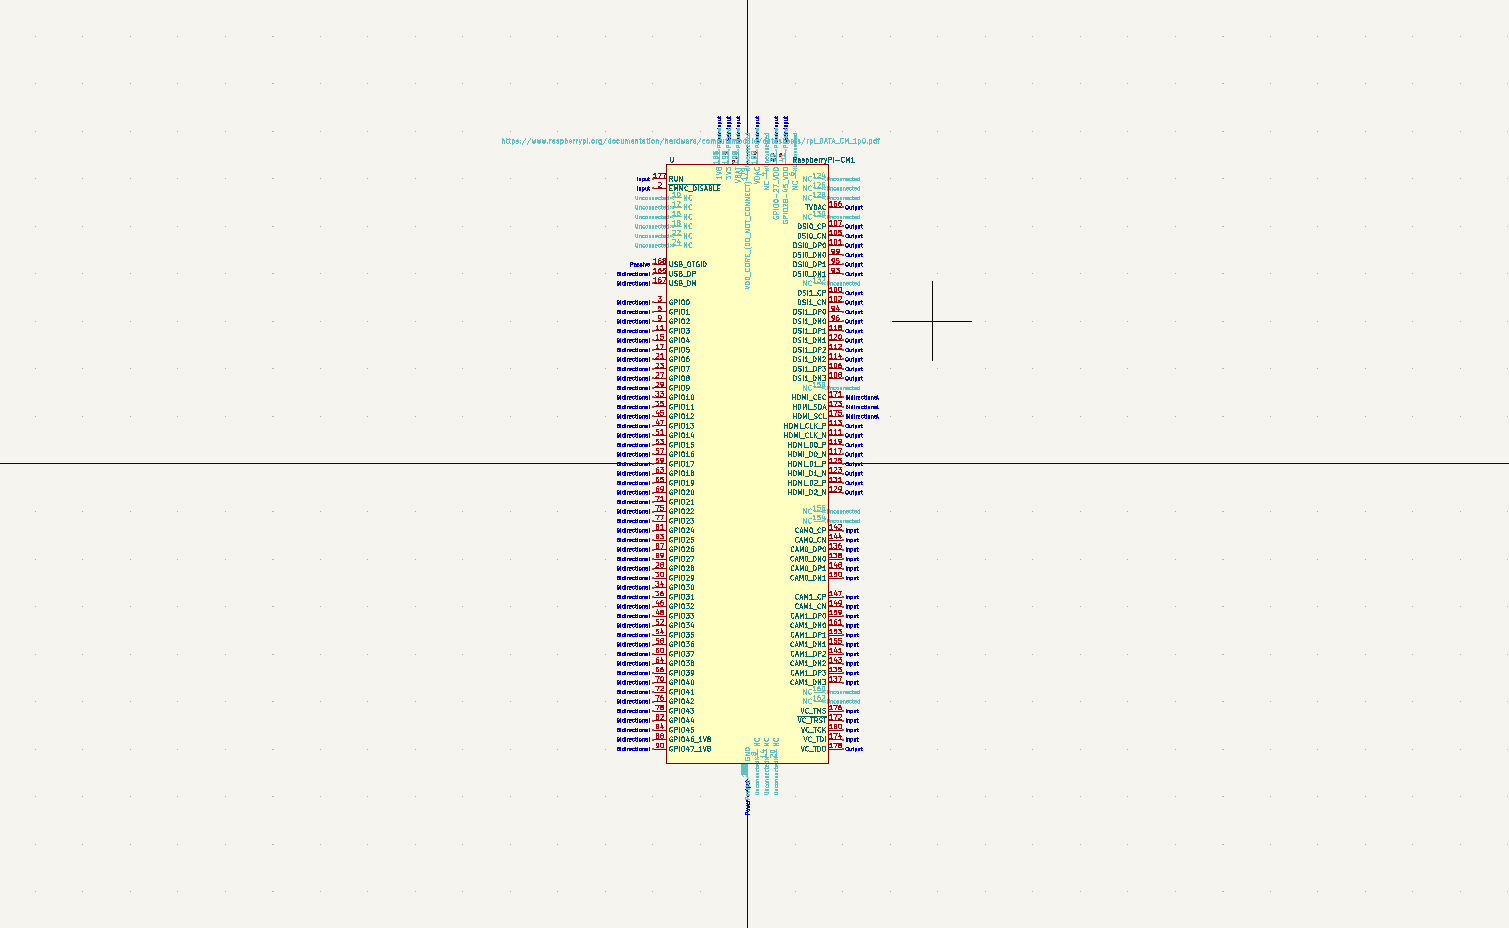 https://www.raspberrypi.org/documentation/hardware/computemodule/datasheets/rpi_DATA_CM_1p0.pdf
U
RaspberryPi-CM1
1V8
3V3
VBAT
VDD_CORE_(DO_NOT_CONNECT)
VDAC
NC
GPIO0-27_VDD
GPIO28-45_VDD
NC
Input 177 RUN
Input 2 EMMC_DISABLE
Unconnected 10 NC
Unconnected 12 NC
Unconnected 16 NC
Unconnected 18 NC
Unconnected 22 NC
Unconnected 24 NC
Passive 168 USB_OTGID
Bidirectional 165 USB_DP
Bidirectional 167 USB_DM
Bidirectional 3 GPIO0
Bidirectional 5 GPIO1
Bidirectional 9 GPIO2
Bidirectional 11 GPIO3
Bidirectional 15 GPIO4
Bidirectional 17 GPIO5
Bidirectional 21 GPIO6
Bidirectional 23 GPIO7
Bidirectional 27 GPIO8
Bidirectional 29 GPIO9
Bidirectional 33 GPIO10
Bidirectional 35 GPIO11
Bidirectional 45 GPIO12
Bidirectional 47 GPIO13
Bidirectional 51 GPIO14
Bidirectional 53 GPIO15
Bidirectional 57 GPIO16
Bidirectional 59 GPIO17
Bidirectional 63 GPIO18
Bidirectional 65 GPIO19
Bidirectional 69 GPIO20
Bidirectional 71 GPIO21
Bidirectional 75 GPIO22
Bidirectional 77 GPIO23
Bidirectional 81 GPIO24
Bidirectional 83 GPIO25
Bidirectional 87 GPIO26
Bidirectional 89 GPIO27
Bidirectional 28 GPIO28
Bidirectional 30 GPIO29
Bidirectional 34 GPIO30
Bidirectional 36 GPIO31
Bidirectional 46 GPIO32
Bidirectional 48 GPIO33
Bidirectional 52 GPIO34
Bidirectional 54 GPIO35
Bidirectional 58 GPIO36
Bidirectional 60 GPIO37
Bidirectional 64 GPIO38
Bidirectional 66 GPIO39
Bidirectional 70 GPIO40
Bidirectional 72 GPIO41
Bidirectional 76 GPIO42
Bidirectional 78 GPIO43
Bidirectional 82 GPIO44
Bidirectional 84 GPIO45
Bidirectional 88 GPIO46_1V8
Bidirectional 90 GPIO47_1V8
NC 124 Unconnected
NC 126 Unconnected
NC 128 Unconnected
TVDAC 166 Output
NC 130 Unconnected
DSI0_CP 107 Output
DSI0_CN 105 Output
DSI0_DP0 101 Output
DSI0_DN0 99 Output
DSI0_DP1 95 Output
DSI0_DN1 93 Output
NC 132 Unconnected
DSI1_CP 100 Output
DSI1_CN 102 Output
DSI1_DP0 94 Output
DSI1_DN0 96 Output
DSI1_DP1 118 Output
DSI1_DN1 120 Output
DSI1_DP2 112 Output
DSI1_DN2 114 Output
DSI1_DP3 106 Output
DSI1_DN3 108 Output
NC Unconnected
HDMI_CEC 171 Bidirectional
HDMI_SDA 173 Bidirectional
HDMI_SCL 175 Bidirectional
HDMI_CLK_P 113 Output
HDMI_CLK_N 111 Output
HDMI_D0_P 119 Output
HDMI_D0_N 117 Output
HDMI_D1_P 125 Output
HDMI_D1_N 123 Output
HDMI_D2_P 131 Output
HDMI_D2_N 129 Output
NC 156 Unconnected
NC 154 Unconnected
CAM0_CP 142 Input
CAM0_CN 144 Input
CAM0_DP0 136 Input
CAM0_DN0 138 Input
CAM0_DP1 148 Input
CAM0_DN1 150 Input
CAM1_CP 147 Input
CAM1_CN 149 Input
CAM1_DP0 159 Input
CAM1_DN0 161 Input
CAM1_DP1 153 Input
CAM1_DN1 155 Input
CAM1_DP2 141 Input
CAM1_DN2 143 Input
CAM1_DP3 135 Input
CAM1_DN3 137 Input
NC 160 Unconnected
NC 162 Unconnected
VC_TMS 176 Input
VC_TRST 172 Input
VC_TCK 180 Input
VC_TDI 174 Input
VC_TDO 178 Output
GND
Unconnected 8 NC
Unconnected 14 NC
Unconnected 20 NC